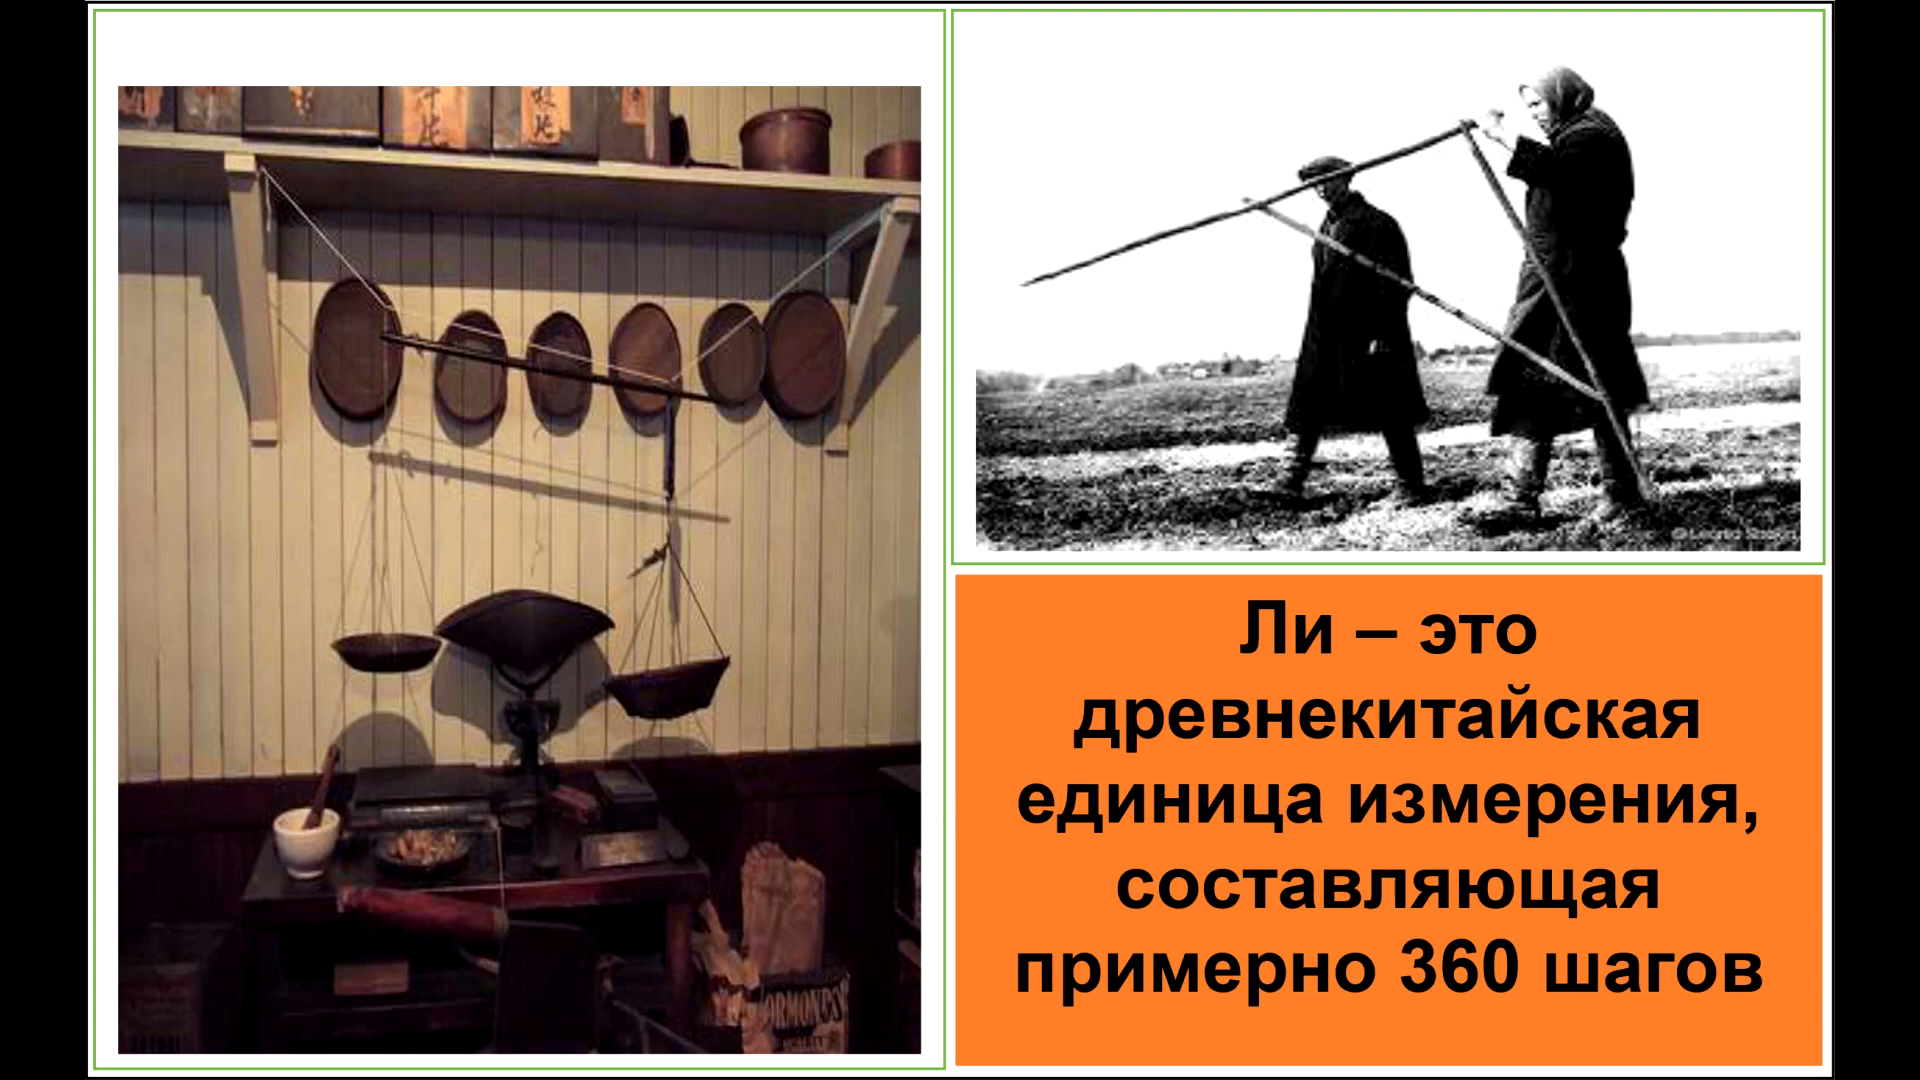 Ли – это
древнекитайская
единица измерения,
составляющая
примерно 360 шагов